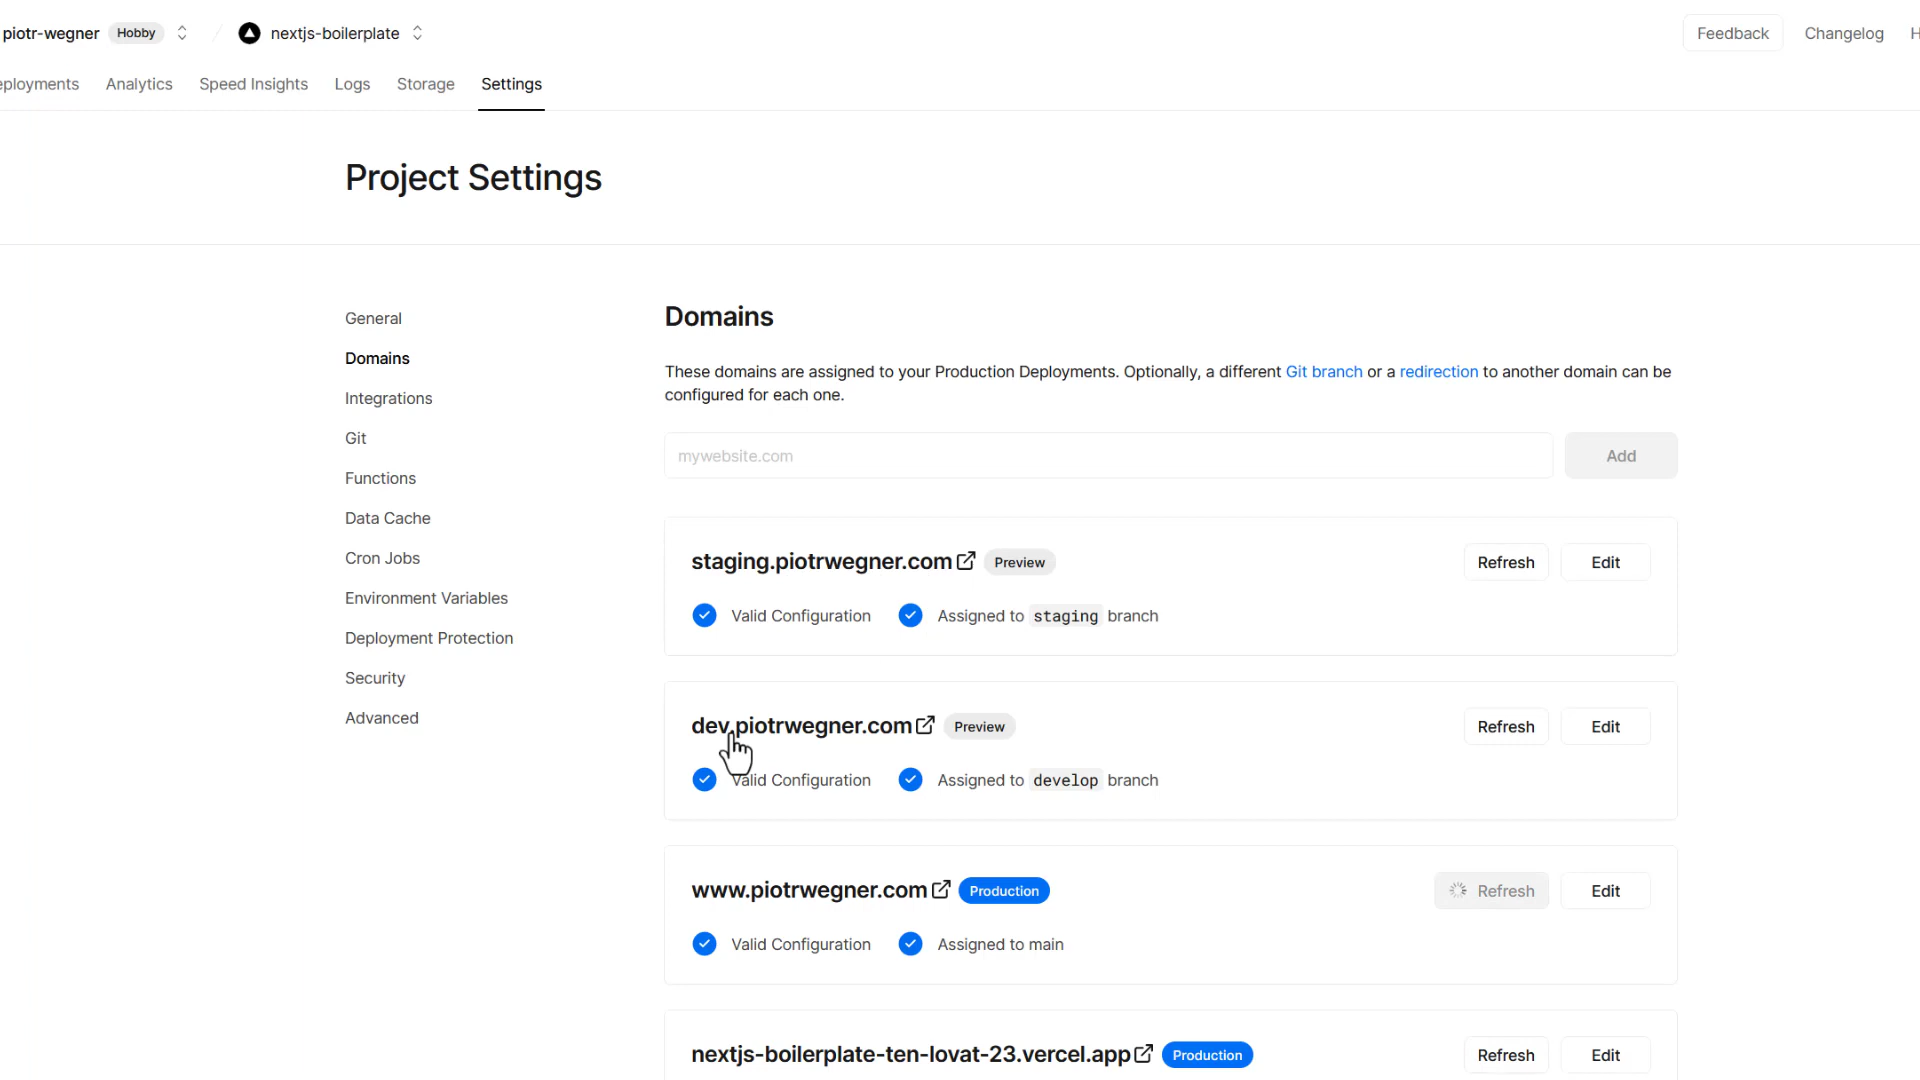 piotr-wegner Hobby nextjs-boilerplate Feedback Changelog H
eployments Analytics Speed Insights Logs Storage Settings
Project Settings
General
Domains
Integrations
Git
Functions
Data Cache
Cron Jobs
Environment Variables
Deployment Protection
Security
Advanced
Domains
These domains are assigned to your Production Deployments. Optionally, a different Git branch or a redirection to another domain can be
configured for each one.
mywebsite.com Add
staging.piotrwegner.com Preview Refresh Edit
Valid Configuration Assigned to staging branch
dev.piotrwegner.com Preview Refresh Edit
Valid Configuration Assigned to develop branch
www.piotrwegner.com Production Refresh Edit
Valid Configuration Assigned to main
nextjs-boilerplate-ten-lovat-23.vercel.app Production Refresh Edit